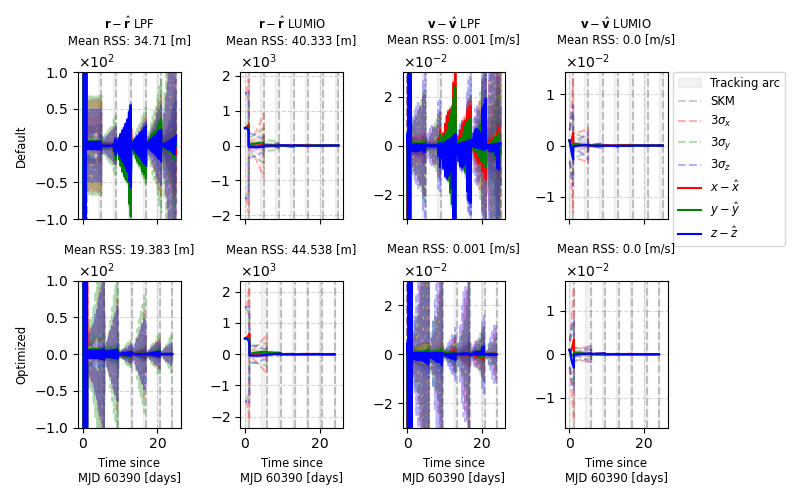 r − r̂ LPF
Mean RSS: 34.71 [m]
r − r̂ LUMIO
Mean RSS: 40.333 [m]
v − v̂ LPF
Mean RSS: 0.001 [m/s]
v − v̂ LUMIO
Mean RSS: 0.0 [m/s]
×10²
×10³
×10⁻²
×10⁻²
Default
1.0
0.5
0.0
−0.5
−1.0
2
1
0
−1
−2
2
0
−2
1
0
−1
Tracking arc
SKM
3σₓ
3σ_y
3σ_z
x − x̂
y − ŷ
z − ẑ
Mean RSS: 19.383 [m]
Mean RSS: 44.538 [m]
Mean RSS: 0.001 [m/s]
Mean RSS: 0.0 [m/s]
×10²
×10³
×10⁻²
×10⁻²
Optimized
1.0
0.5
0.0
−0.5
−1.0
2
1
0
−1
−2
2
0
−2
1
0
−1
0 20
0 20
0 20
0 20
Time since
MJD 60390 [days]
Time since
MJD 60390 [days]
Time since
MJD 60390 [days]
Time since
MJD 60390 [days]